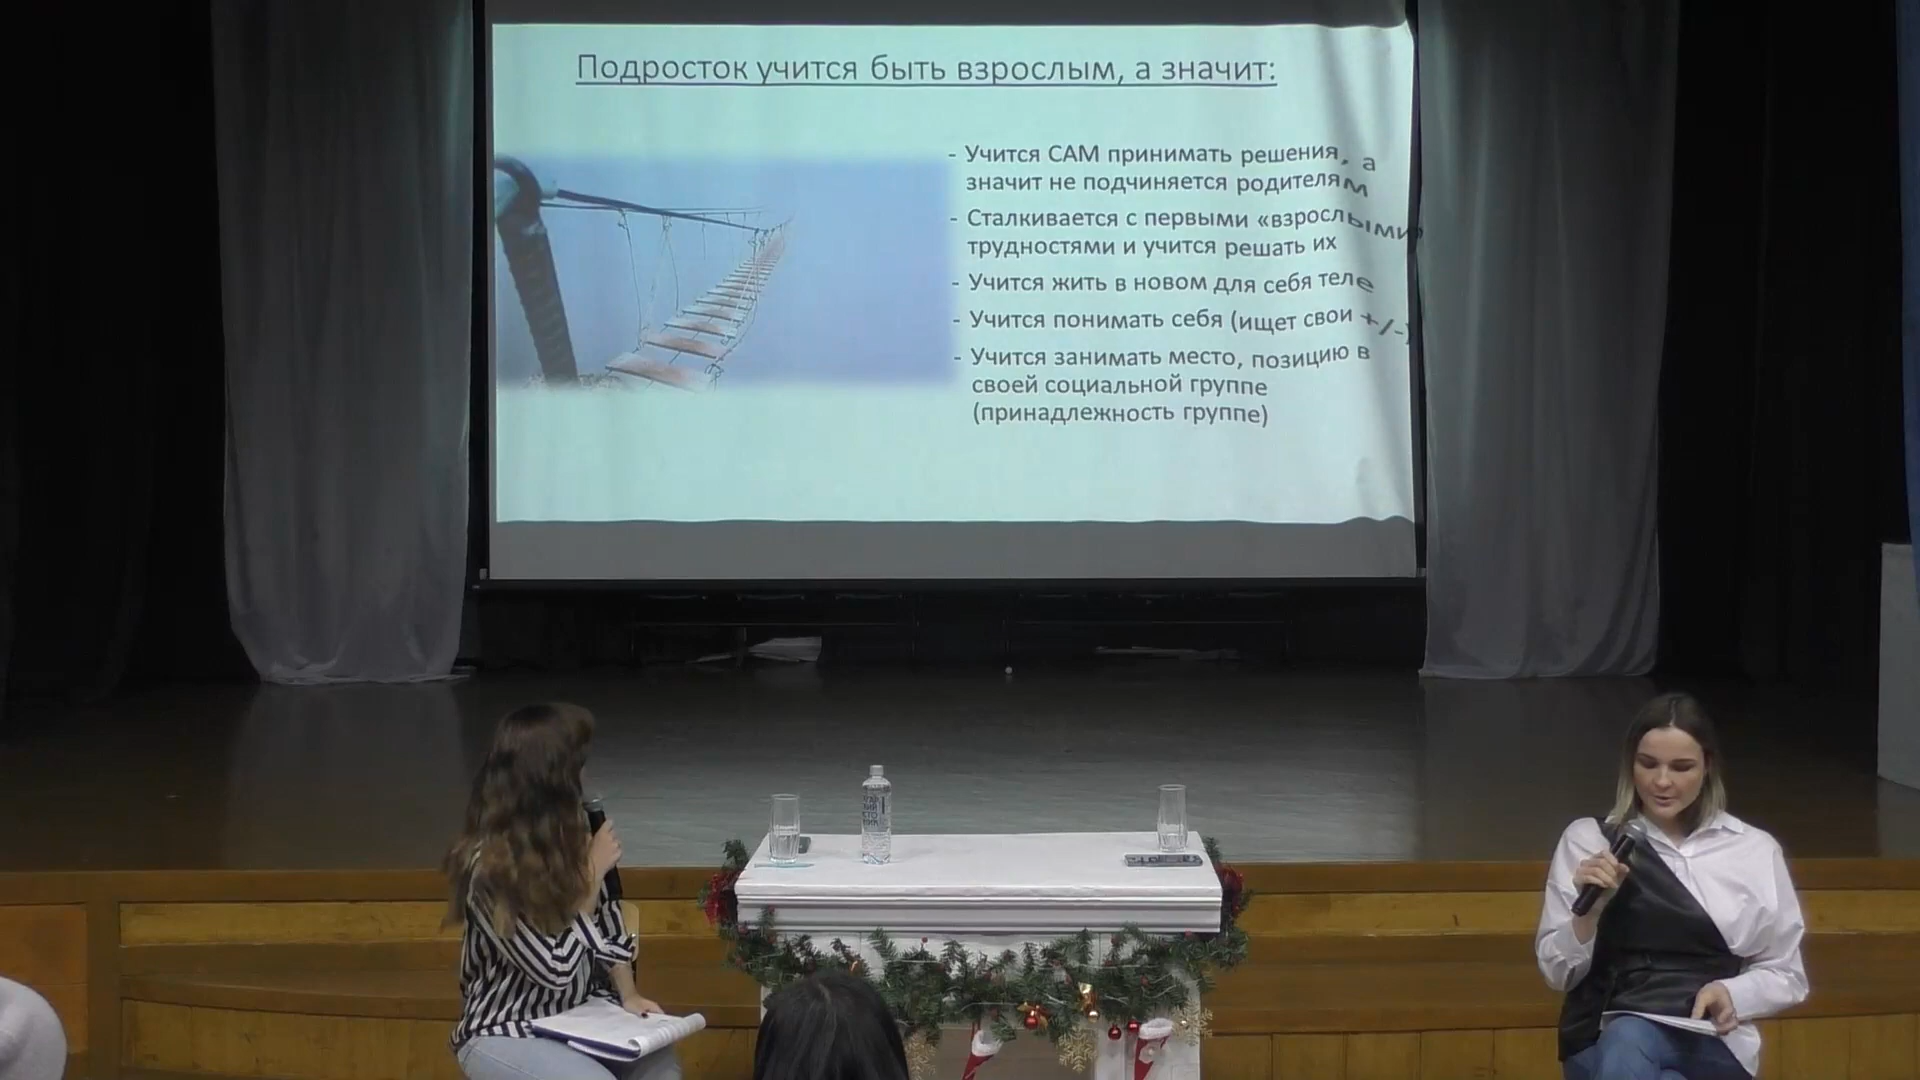 Подросток учится быть взрослым, а значит:
- Учится САМ принимать решения, а
значит не подчиняется родителям
- Сталкивается с первыми «взрослыми»
трудностями и учится решать их
- Учится жить в новом для себя теле
- Учится понимать себя (ищет свои +/-)
- Учится занимать место, позицию в
своей социальной группе
(принадлежность группе)